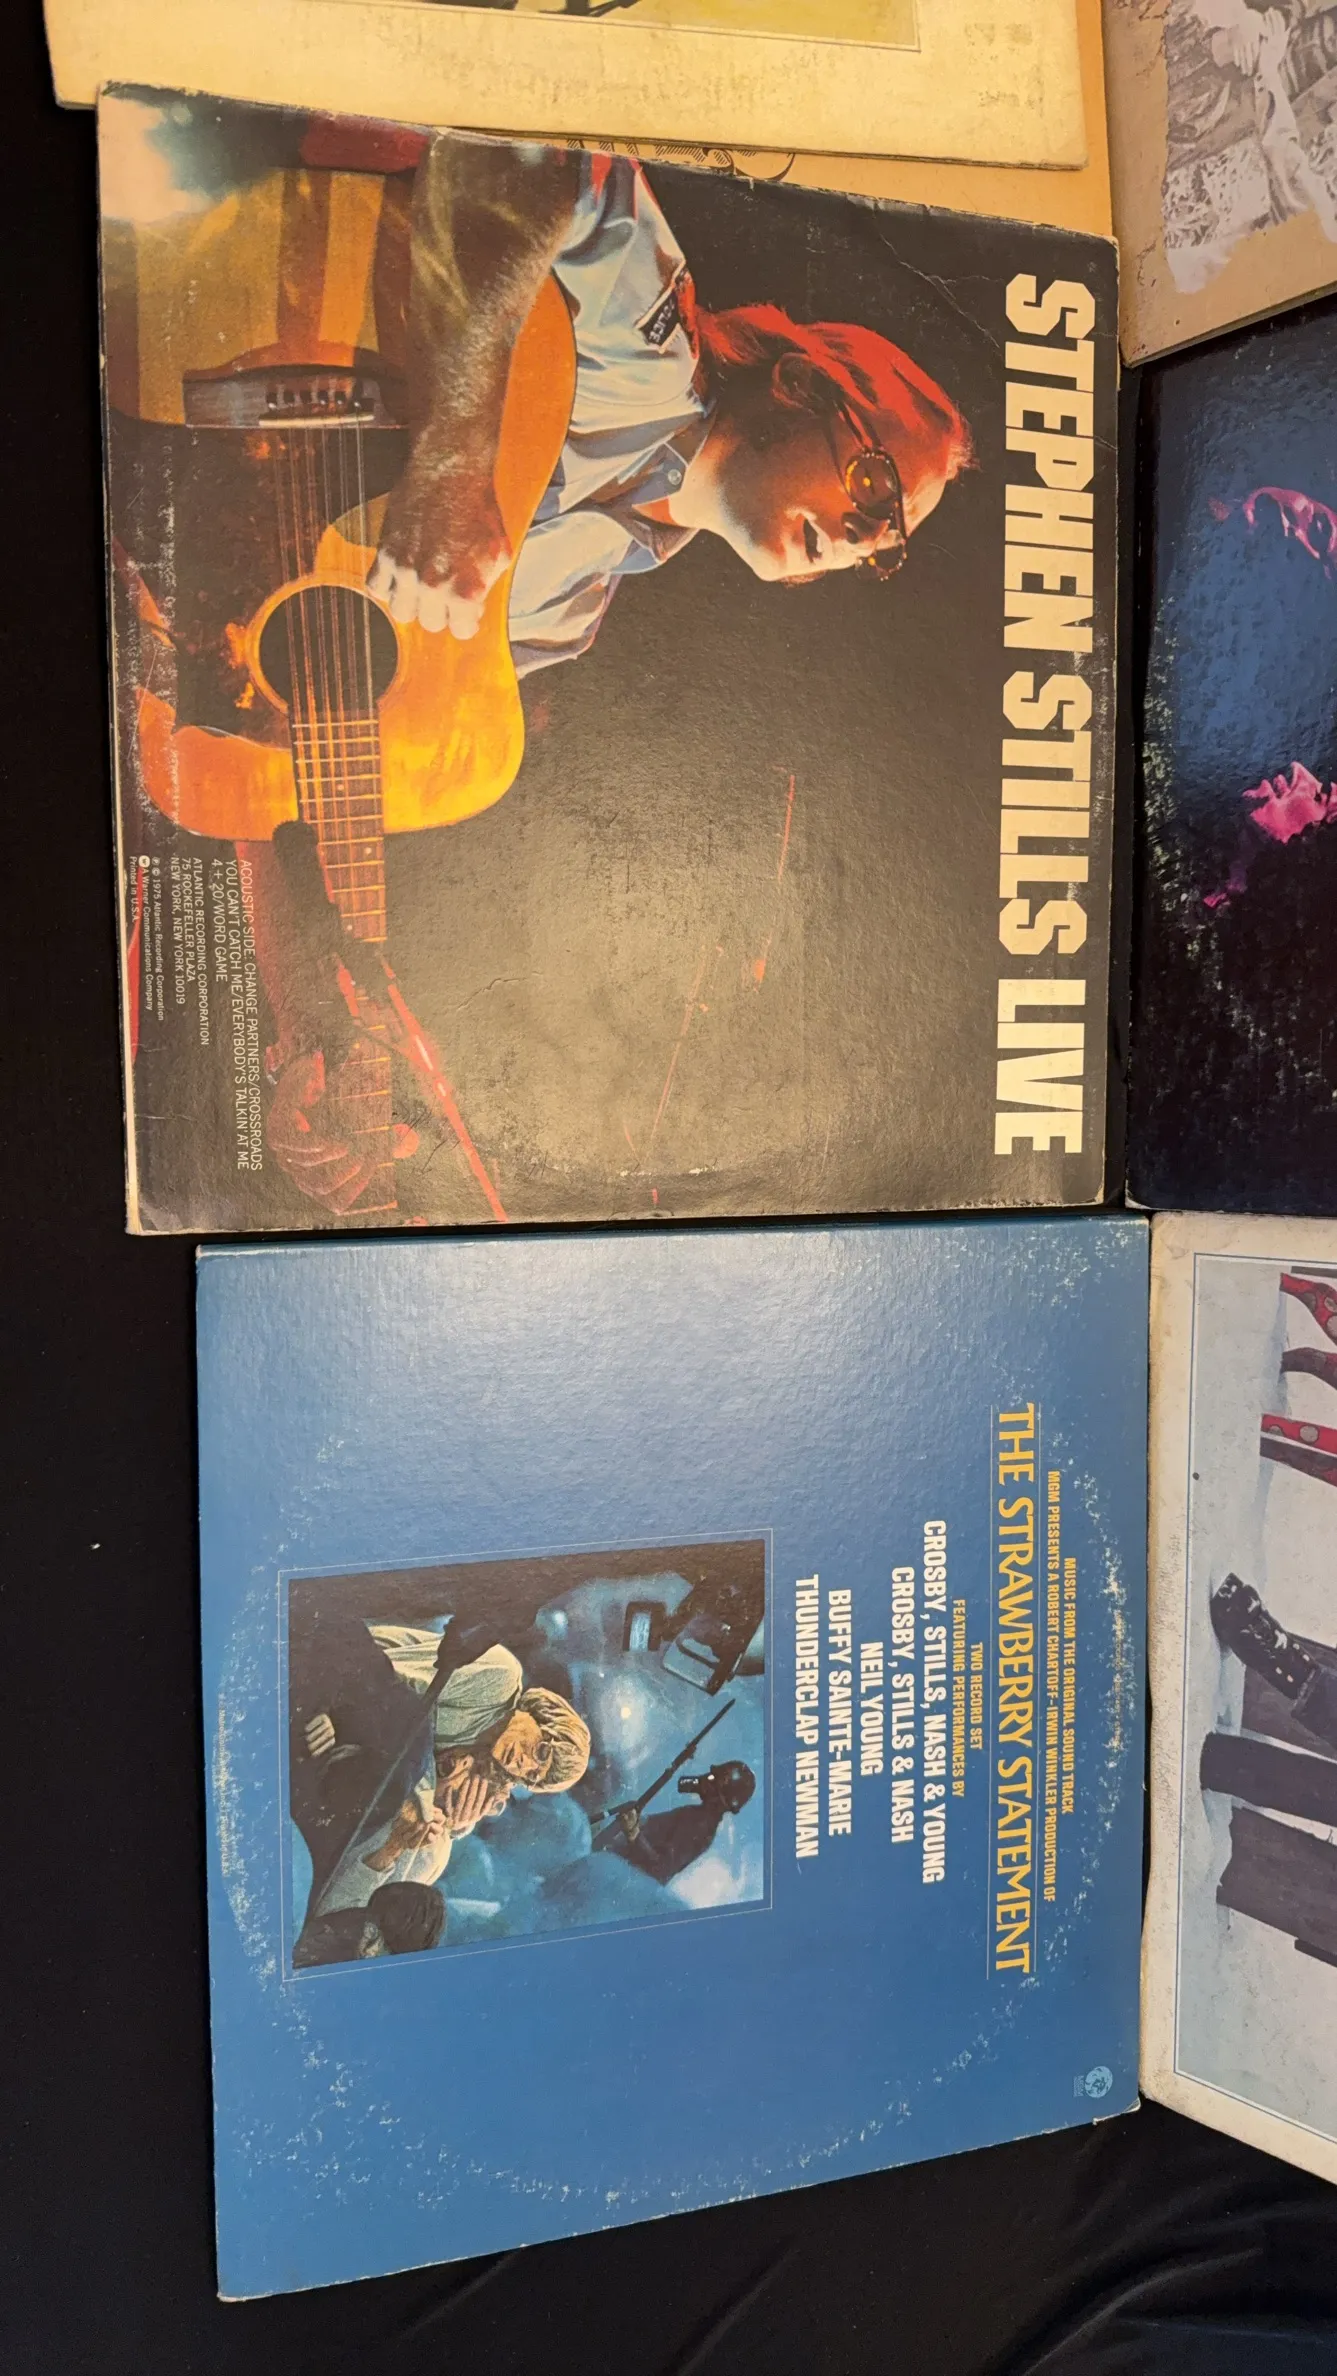 STEPHEN STILLS LIVE
ACOUSTIC SIDE: CHANGE PARTNERS/CROSSROADS
YOU CAN'T CATCH ME/EVERYBODY'S TALKIN' AT ME
4 + 20/WORD GAME
ATLANTIC RECORDING CORPORATION
75 ROCKEFELLER PLAZA
NEW YORK, NEW YORK 10019
℗ © 1975 Atlantic Recording Corporation
A Warner Communications Company
Printed in U.S.A.
MUSIC FROM THE ORIGINAL SOUND TRACK
MGM PRESENTS A ROBERT CHARTOFF-IRWIN WINKLER PRODUCTION OF
THE STRAWBERRY STATEMENT
TWO RECORD SET
FEATURING PERFORMANCES BY
CROSBY, STILLS, NASH & YOUNG
CROSBY, STILLS & NASH
NEIL YOUNG
BUFFY SAINTE-MARIE
THUNDERCLAP NEWMAN
MGM